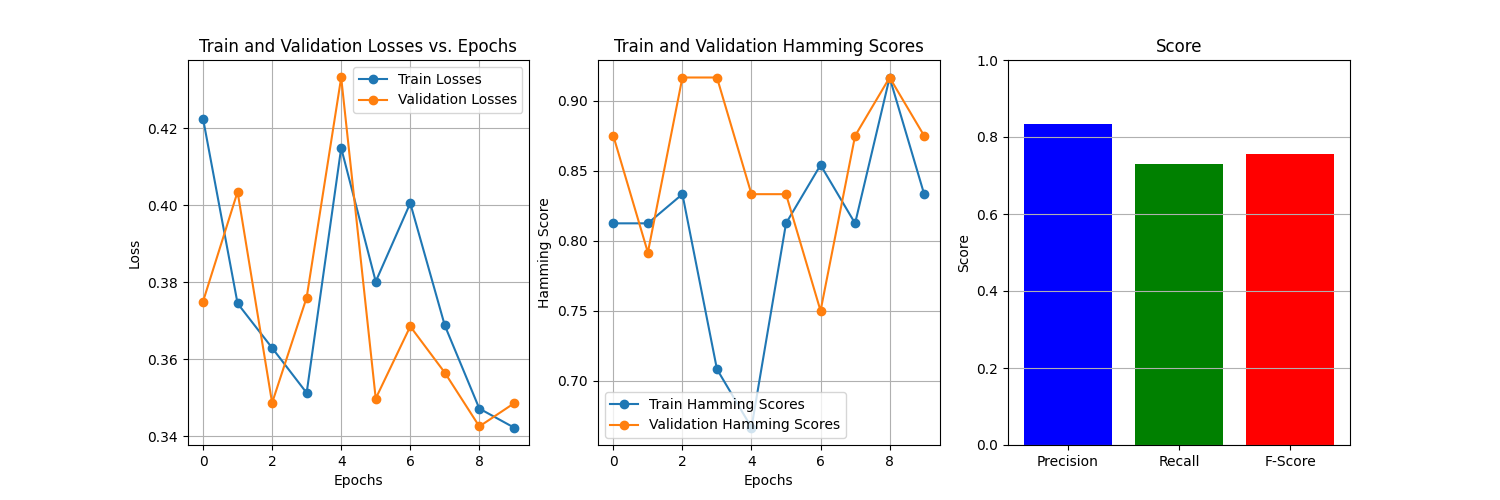 Train and Validation Losses vs. Epochs
Train Losses
Validation Losses
0.42
0.40
0.38
0.36
0.34
Loss
0 2 4 6 8
Epochs
Train and Validation Hamming Scores
0.90
0.85
0.80
0.75
0.70
Hamming Score
Train Hamming Scores
Validation Hamming Scores
0 2 4 6 8
Epochs
Score
1.0
0.8
0.6
0.4
0.2
0.0
Score
Precision Recall F-Score